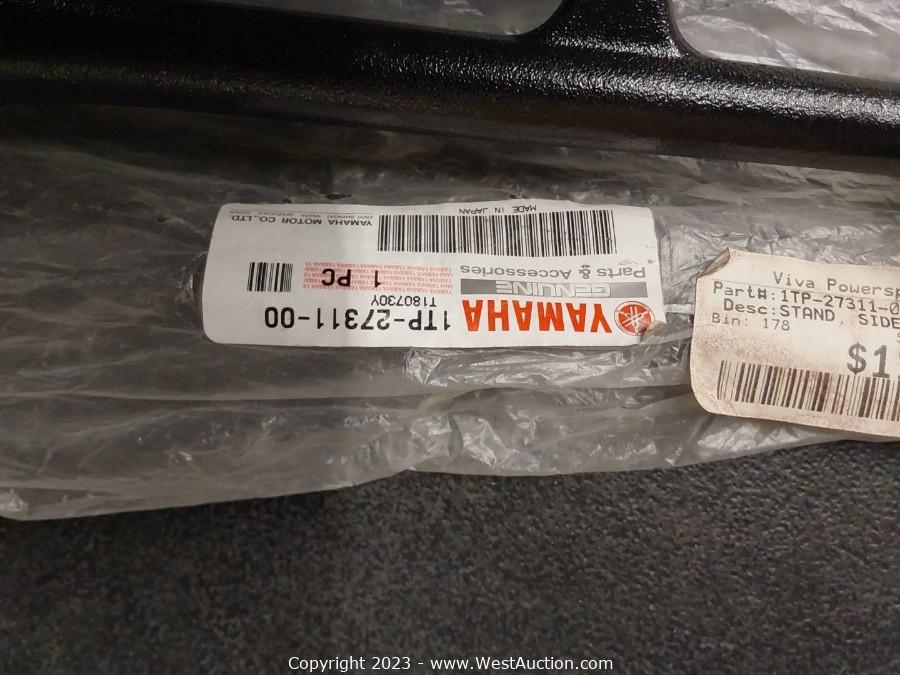 YAMAHA 1TP-27311-00
GENUINE T180730Y
Parts & Accessories 1 PC
MADE IN JAPAN
YAMAHA MOTOR CO.,LTD.
Viva Powersp
Part#:1TP-27311-0
Desc:STAND, SIDE
Bin: 178
$1
Copyright 2023 - www.WestAuction.com